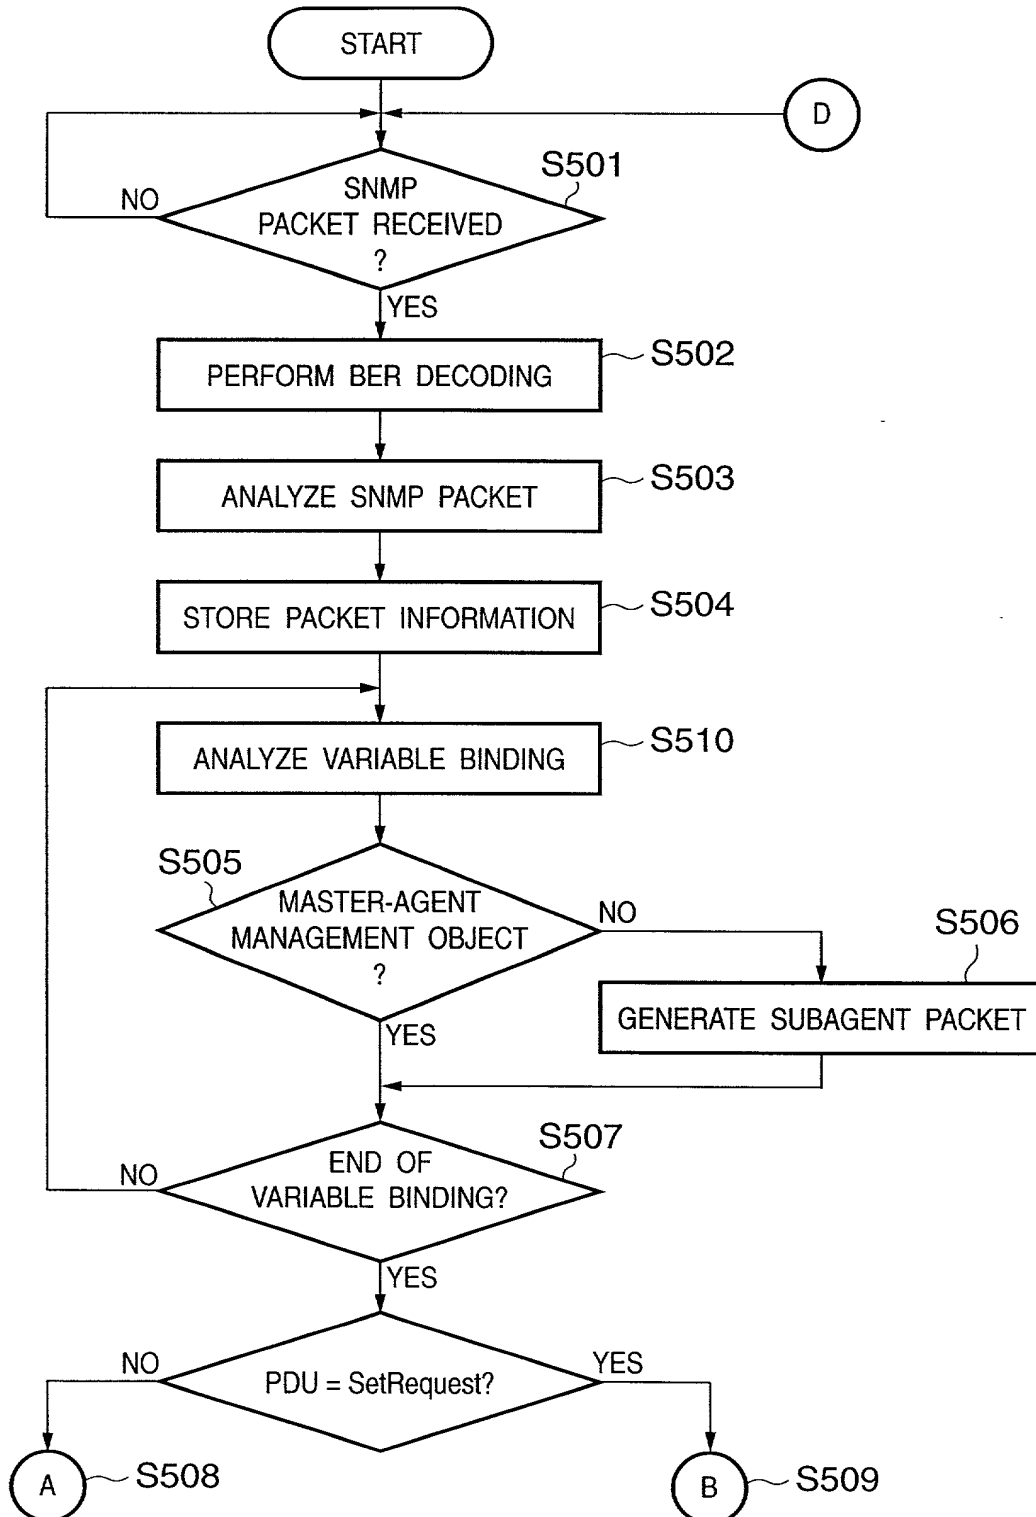 START
D
S501
SNMP
PACKET RECEIVED
?
NO
YES
PERFORM BER DECODING
S502
ANALYZE SNMP PACKET
S503
STORE PACKET INFORMATION
S504
ANALYZE VARIABLE BINDING
S510
S505
MASTER-AGENT
MANAGEMENT OBJECT
?
NO
S506
GENERATE SUBAGENT PACKET
YES
S507
END OF
VARIABLE BINDING?
NO
YES
PDU = SetRequest?
NO
YES
A
S508
B
S509